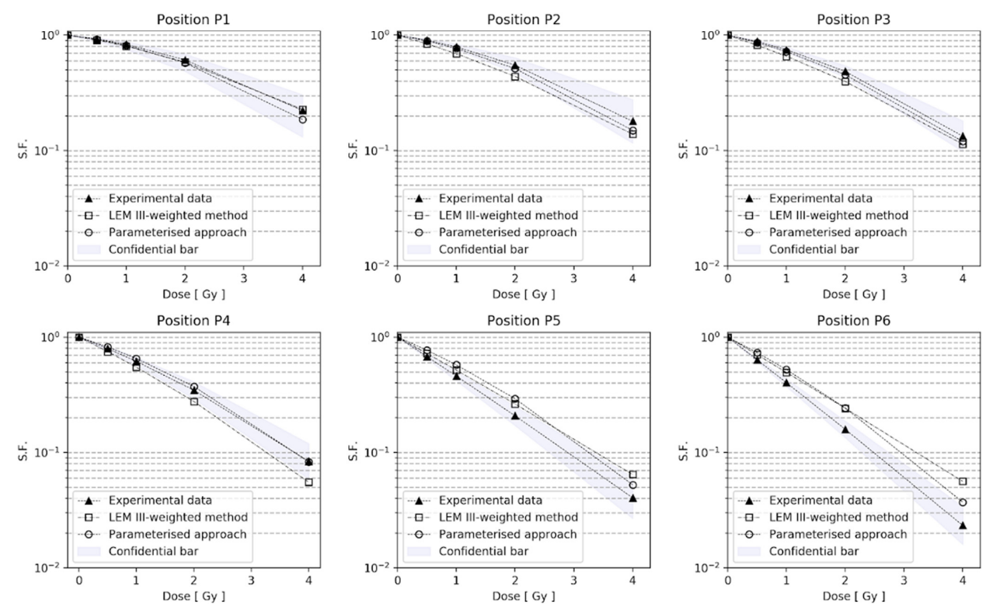 Position P1
S.F.
10⁰
10⁻¹
10⁻²
Experimental data
LEM III-weighted method
Parameterised approach
Confidential bar
0 1 2 3 4
Dose [ Gy ]
Position P2
S.F.
10⁰
10⁻¹
10⁻²
Experimental data
LEM III-weighted method
Parameterised approach
Confidential bar
0 1 2 3 4
Dose [ Gy ]
Position P3
S.F.
10⁰
10⁻¹
10⁻²
Experimental data
LEM III-weighted method
Parameterised approach
Confidential bar
0 1 2 3 4
Dose [ Gy ]
Position P4
S.F.
10⁰
10⁻¹
10⁻²
Experimental data
LEM III-weighted method
Parameterised approach
Confidential bar
0 1 2 3 4
Dose [ Gy ]
Position P5
S.F.
10⁰
10⁻¹
10⁻²
Experimental data
LEM III-weighted method
Parameterised approach
Confidential bar
0 1 2 3 4
Dose [ Gy ]
Position P6
S.F.
10⁰
10⁻¹
10⁻²
Experimental data
LEM III-weighted method
Parameterised approach
Confidential bar
0 1 2 3 4
Dose [ Gy ]